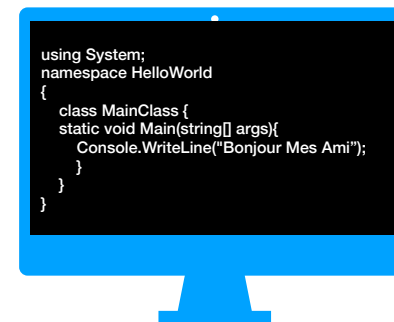 using System;
namespace HelloWorld
{
class MainClass {
static void Main(string[] args){
Console.WriteLine("Bonjour Mes Ami”);
}
}
}